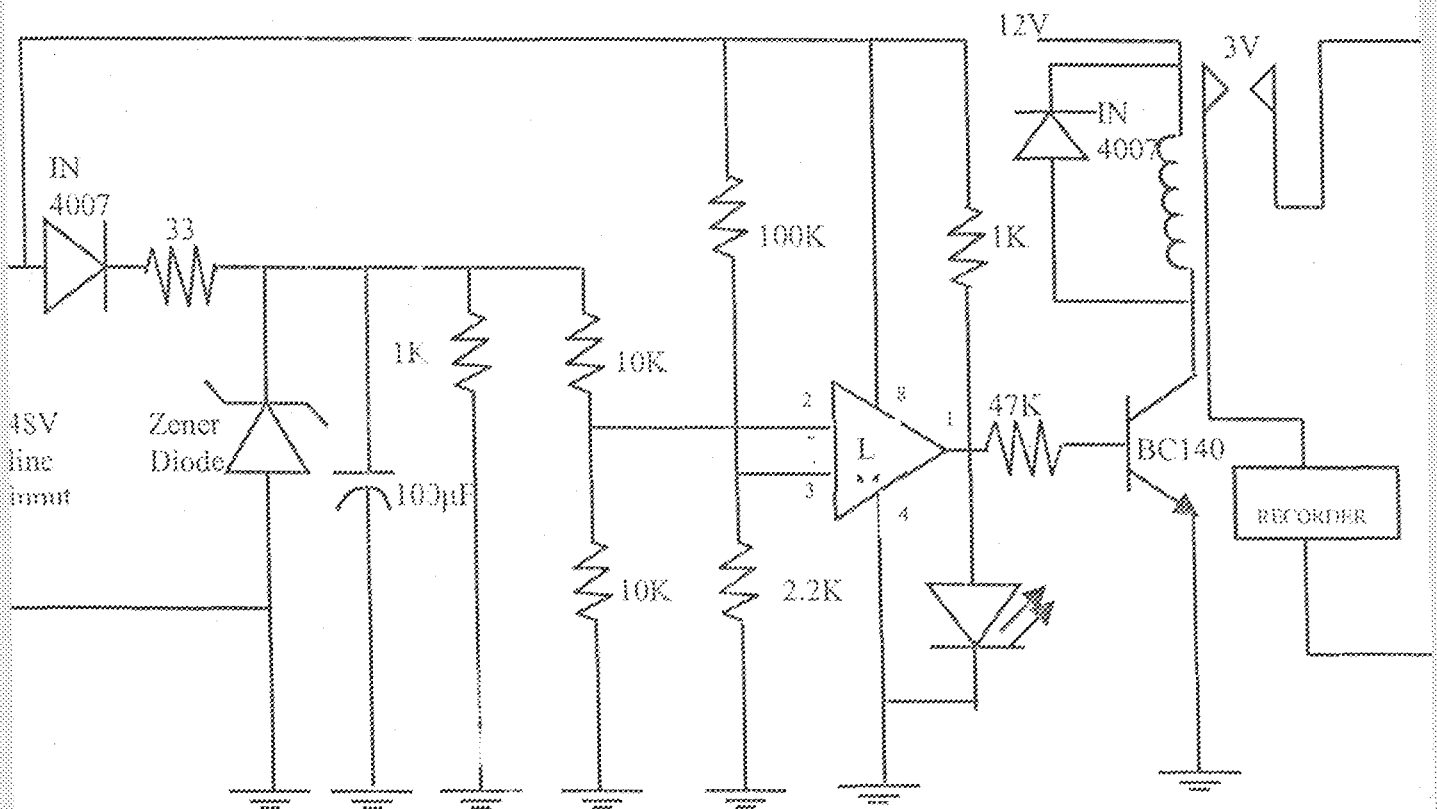 12V
3V
IN
4007
IN
4007
33
100K
1K
1K
10K
2
8
1
47K
48V
line
Zener
Diode
L
BC140
100µF
3
4
RECORDER
10K
2.2K